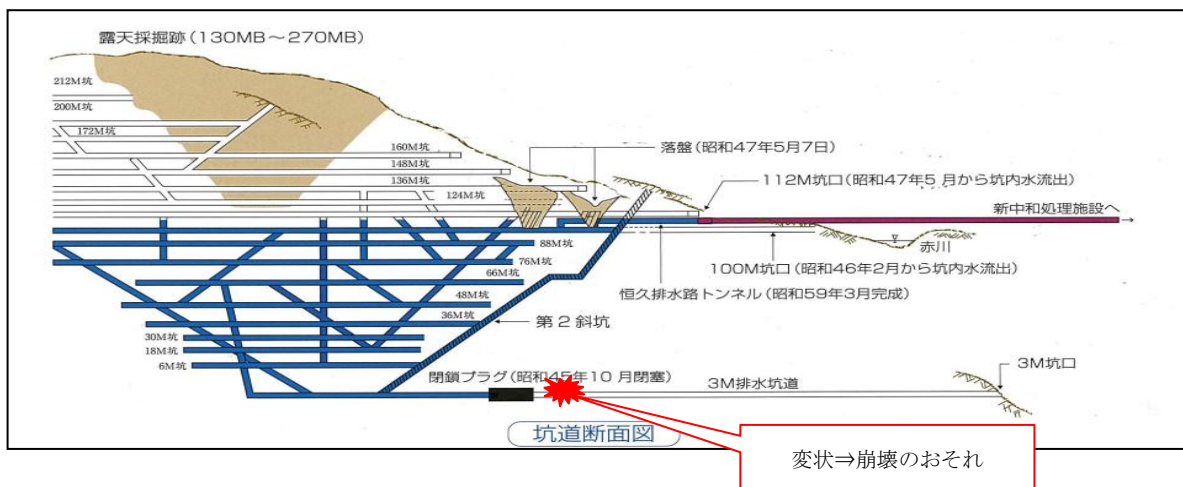 露天採掘跡(130MB～270MB)
212M坑
200M坑
172M坑
160M坑
148M坑
136M坑
124M坑
落盤(昭和47年5月7日)
112M坑口(昭和47年5月から坑内水流出)
新中和処理施設へ
赤川
100M坑口(昭和46年2月から坑内水流出)
恒久排水路トンネル(昭和59年3月完成)
88M坑
76M坑
66M坑
48M坑
36M坑
第2斜坑
30M坑
18M坑
6M坑
閉鎖プラグ(昭和45年10月閉塞)
3M排水坑道
3M坑口
坑道断面図
変状⇒崩壊のおそれ